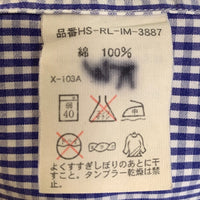 品番HS-RL-IM-3887
綿 100%
X-103A
弱
40
中
よくすすぎしぼりのあとに干
すこと。タンブラー乾燥は禁
止。